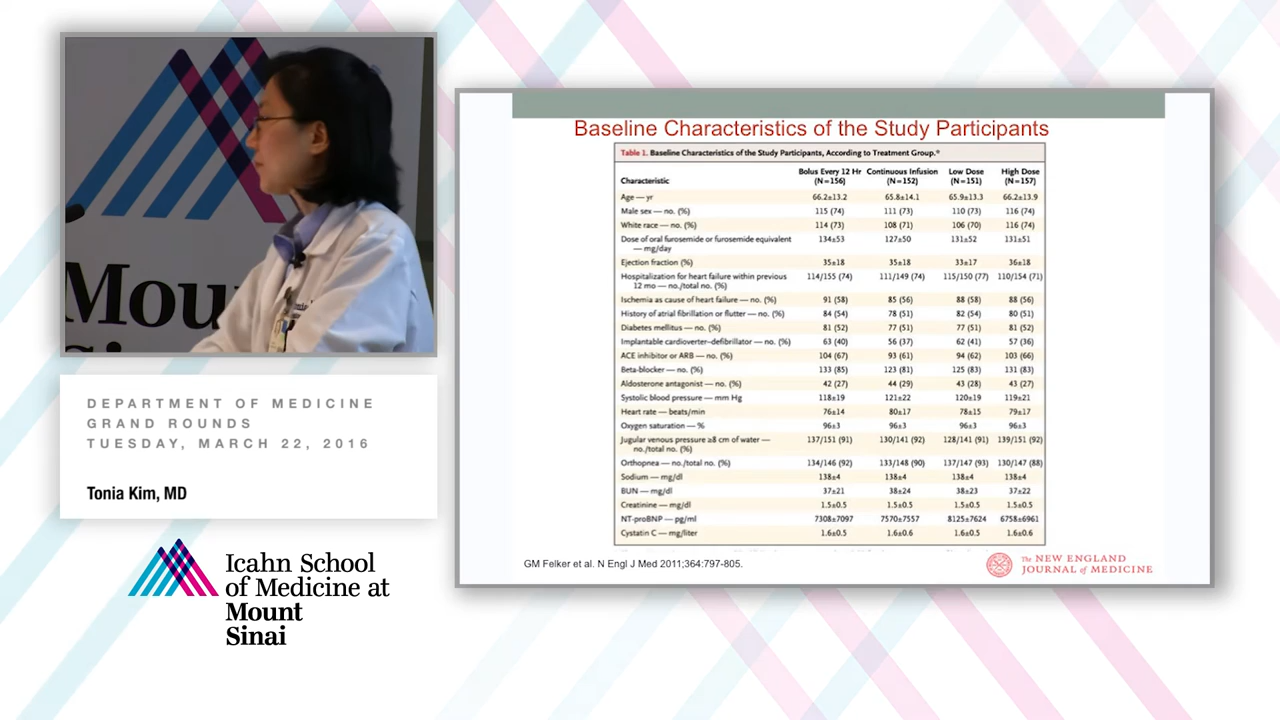 Mou
DEPARTMENT OF MEDICINE
GRAND ROUNDS
TUESDAY, MARCH 22, 2016
Tonia Kim, MD
Icahn School
of Medicine at
Mount
Sinai
Baseline Characteristics of the Study Participants
Table 1. Baseline Characteristics of the Study Participants, According to Treatment Group.*
Characteristic Bolus Every 12 Hr (N=156) Continuous Infusion (N=152) Low Dose (N=151) High Dose (N=157)
Age — yr 66.2±13.2 65.8±14.1 65.9±13.3 66.2±13.9
Male sex — no. (%) 115 (74) 111 (73) 110 (73) 116 (74)
White race — no. (%) 114 (73) 108 (71) 106 (70) 116 (74)
Dose of oral furosemide or furosemide equivalent — mg/day 134±53 127±50 131±52 131±51
Ejection fraction (%) 35±18 35±18 33±17 36±18
Hospitalization for heart failure within previous 12 mo — no./total no. (%) 114/155 (74) 111/149 (74) 115/150 (77) 110/154 (71)
Ischemia as cause of heart failure — no. (%) 91 (58) 85 (56) 88 (58) 88 (56)
History of atrial fibrillation or flutter — no. (%) 84 (54) 78 (51) 82 (54) 80 (51)
Diabetes mellitus — no. (%) 81 (52) 77 (51) 77 (51) 81 (52)
Implantable cardioverter–defibrillator — no. (%) 63 (40) 56 (37) 62 (41) 57 (36)
ACE inhibitor or ARB — no. (%) 104 (67) 93 (61) 94 (62) 103 (66)
Beta-blocker — no. (%) 133 (85) 123 (81) 125 (83) 131 (83)
Aldosterone antagonist — no. (%) 42 (27) 44 (29) 43 (28) 43 (27)
Systolic blood pressure — mm Hg 118±19 121±22 120±19 119±21
Heart rate — beats/min 76±14 80±17 78±15 79±17
Oxygen saturation — % 96±3 96±3 96±3 96±3
Jugular venous pressure ≥8 cm of water — no./total no. (%) 137/151 (91) 130/141 (92) 128/141 (91) 139/151 (92)
Orthopnea — no./total no. (%) 134/146 (92) 133/148 (90) 137/147 (93) 130/147 (88)
Sodium — mg/dl 138±4 138±4 138±4 138±4
BUN — mg/dl 37±21 38±24 38±23 37±22
Creatinine — mg/dl 1.5±0.5 1.5±0.5 1.5±0.5 1.5±0.5
NT-proBNP — pg/ml 7308±7097 7570±7557 8125±7624 6758±6961
Cystatin C — mg/liter 1.6±0.5 1.6±0.6 1.6±0.5 1.6±0.6
GM Felker et al. N Engl J Med 2011;364:797-805.
The NEW ENGLAND
JOURNAL of MEDICINE